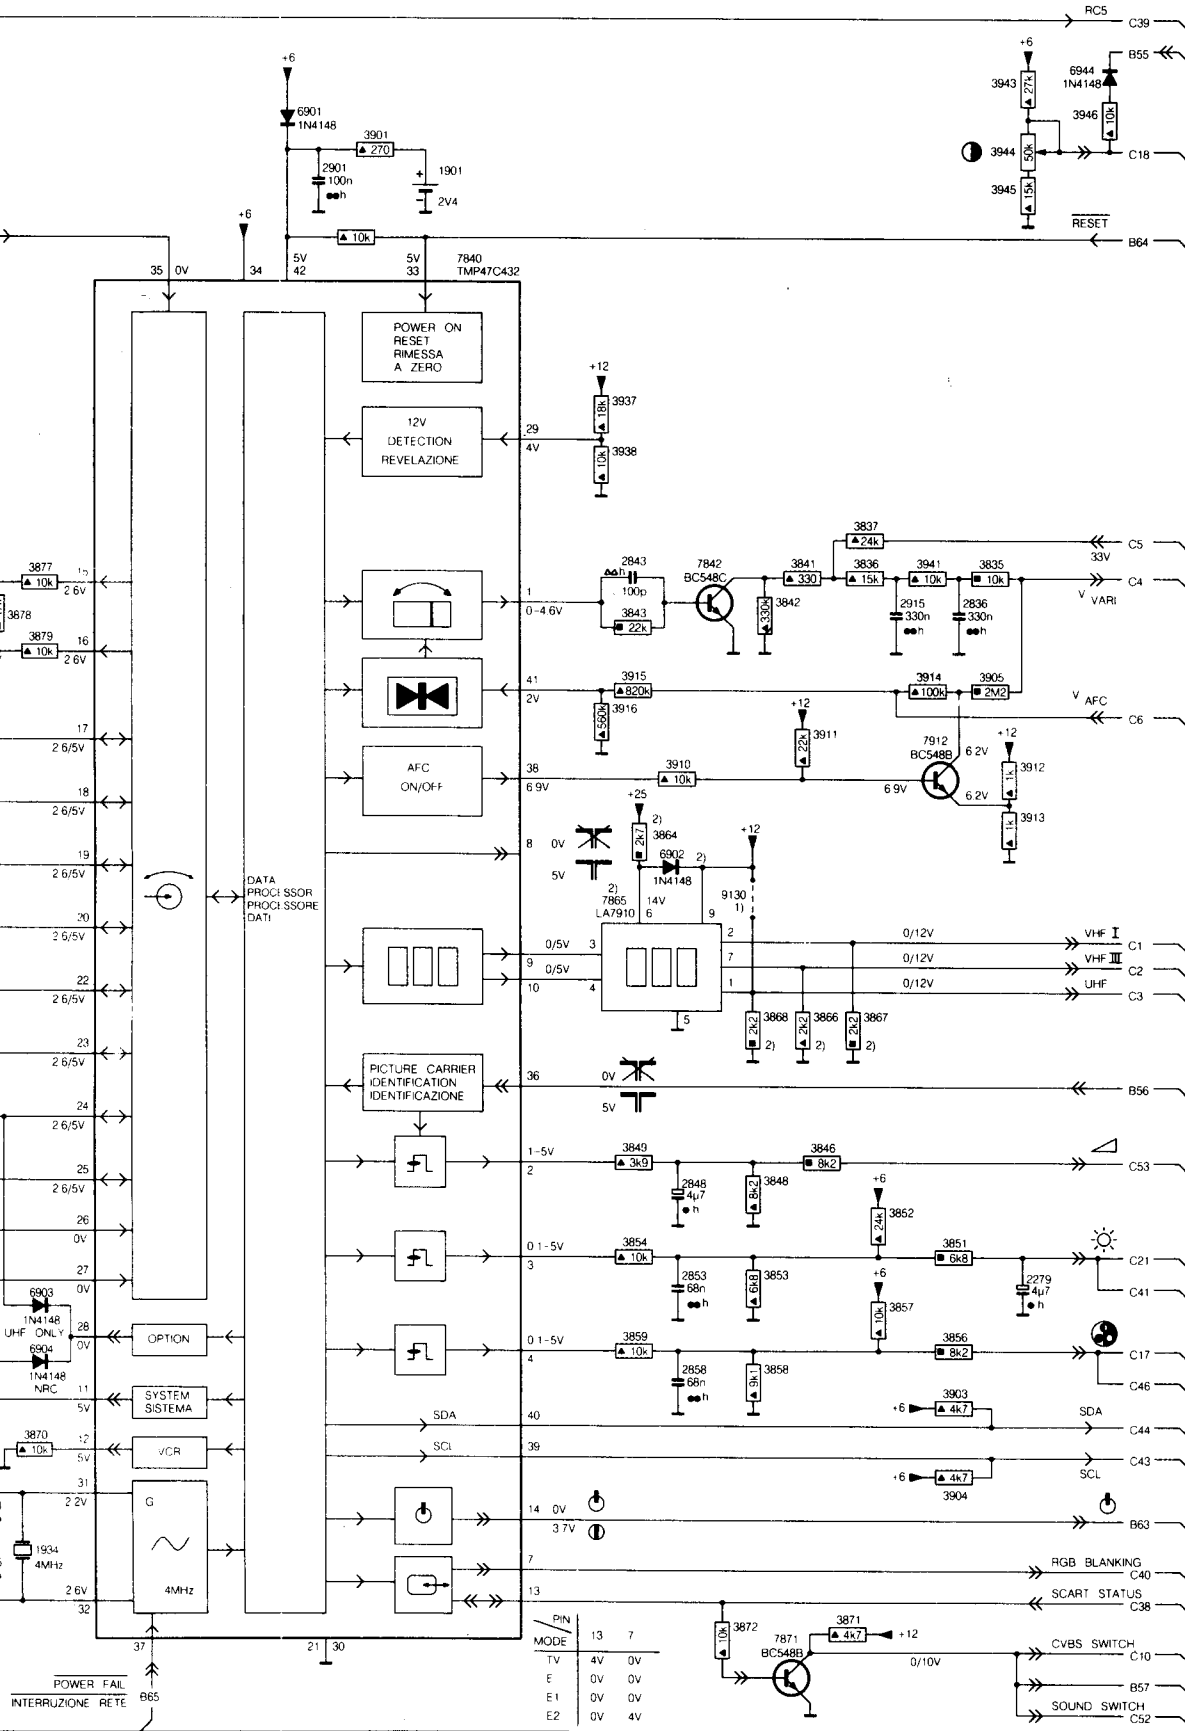 RC5
C39
+6
B55
+6
6944
1N4148
3943
27k
3946
10k
6901
1N4148
3901
270
3944
50k
C18
2901
100n
h
+
1901
-
2V4
3945
15k
+6
RESET
10k
B64
35
0V
34
5V
42
5V
33
7840
TMP47C432
POWER ON
RESET
RIMESSA
A ZERO
+12
18k
3937
12V
DETECTION
REVELAZIONE
29
4V
10k
3938
3837
24k
C5
33V
3877
10k
15
2 6V
3878
2843
h
100p
7842
BC548C
3841
330
3836
15k
3941
10k
3835
10k
C4
V VARI
1
0-4.6V
3843
22k
330k
3842
2915
330n
h
2836
330n
h
3879
10k
16
2 6V
41
2V
3915
820k
3914
100k
3905
2M2
V AFC
C6
560k
3916
+12
22k
3911
17
2 6/5V
7912
BC548B
6.2V
+12
1k
3912
AFC
ON/OFF
38
6 9V
3910
10k
6 9V
6.2V
1k
3913
18
2 6/5V
+25
2)
2k7
3864
+12
8
0V
5V
6902
2)
1N4148
19
2 6/5V
2)
7865
LA7910
14V
6
9
9130
1)
DATA
PROCESSOR
PROCESSORE
DATI
20
2 6/5V
0/5V
3
9
0/5V
10
4
2
7
1
5
0/12V
VHF I
C1
0/12V
VHF III
C2
0/12V
UHF
C3
22
2 6/5V
2k2
3868
2)
2k2
3866
2)
2k2
3867
2)
23
2 6/5V
PICTURE CARRIER
IDENTIFICATION
IDENTIFICAZIONE
36
0V
5V
B56
24
2 6/5V
1-5V
2
3849
3k9
3846
8k2
C53
25
2 6/5V
2848
4µ7
h
8k2
3848
+6
24k
3852
26
0V
0 1-5V
3
3854
10k
3851
6k8
C21
C41
27
0V
2853
68n
h
6k8
3853
+6
10k
3857
2279
4µ7
h
6903
1N4148
UHF ONLY
28
0V
OPTION
0 1-5V
4
3859
10k
3856
8k2
C17
C46
6904
1N4148
NRC
2858
68n
h
9k1
3858
11
5V
SYSTEM
SISTEMA
+6
3903
4k7
SDA
40
SDA
C44
3870
10k
12
5V
VCR
SCL
39
C43
SCL
+6
4k7
3904
31
2 2V
G
14
0V
3 7V
B63
1934
4MHz
4MHz
2 6V
32
7
RGB BLANKING
C40
13
SCART STATUS
C38
37
21
30
PIN
MODE
13
7
TV
4V
0V
E
0V
0V
E1
0V
0V
E2
0V
4V
10k
3872
7871
BC548B
3871
4k7
+12
0/10V
CVBS SWITCH
C10
B57
SOUND SWITCH
C52
POWER FAIL
INTERRUZIONE RETE
B65